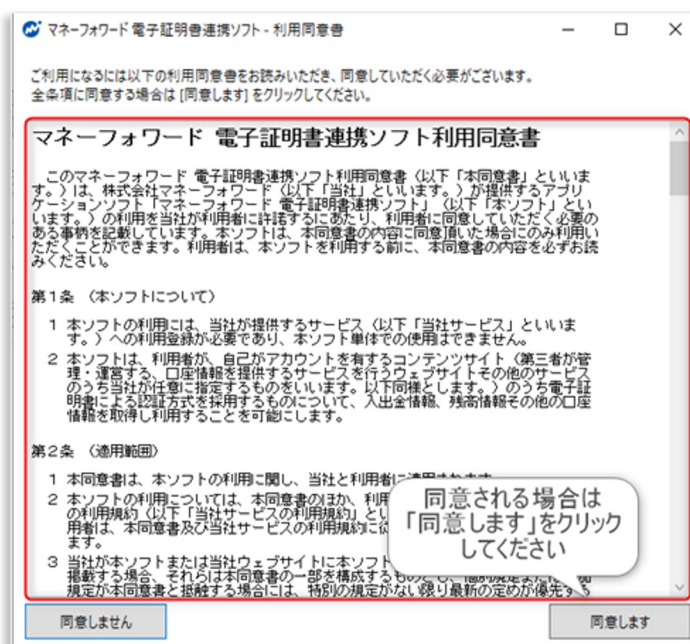 マネーフォワード 電子証明書連携ソフト - 利用同意書
ご利用になるには以下の利用同意書をお読みいただき、同意していただく必要がございます。
全条項に同意する場合は [同意します] をクリックしてください。
マネーフォワード 電子証明書連携ソフト利用同意書
このマネーフォワード 電子証明書連携ソフト利用同意書（以下「本同意書」といいま
す。）は、株式会社マネーフォワード（以下「当社」といいます。）が提供するアプリ
ケーションソフト「マネーフォワード 電子証明書連携ソフト」（以下「本ソフト」とい
います。）の利用を当社が利用者に許諾するにあたり、利用者に同意していただく必要の
ある事柄を記載しています。本ソフトは、本同意書の内容に同意頂いた場合にのみ利用い
ただくことができます。利用者は、本ソフトを利用する前に、本同意書の内容を必ずお読
みください。
第１条 （本ソフトについて）
1 本ソフトの利用には、当社が提供するサービス（以下「当社サービス」といいま
す。）への利用登録が必要であり、本ソフト単体での使用はできません。
2 本ソフトは、利用者が、自己がアカウントを有するコンテンツサイト（第三者が管
理・運営する、口座情報を提供するサービスを行うウェブサイトその他のサービス
のうち当社が任意に指定するものをいいます。以下同様とします。）のうち電子証
明書による認証方式を採用するものについて、入出金情報、残高情報その他の口座
情報を取得し利用することを可能にします。
第２条 （適用範囲）
1 本同意書は、本ソフトの利用に関し、当社と利用者に適用されます。
2 本ソフトの利用については、本同意書のほか、利用
の利用規約（以下「当社サービスの利用規約」とい
用者は、本同意書及び当社サービスの利用規約に
ます。
3 当社が本ソフトまたは当社ウェブサイトに本ソフト
掲載する場合、それらは本同意書の一部を構成するもの
規定が本同意書と抵触する場合には、特別の規定がない限り最新の定めが優先する
同意される場合は
「同意します」をクリック
してください
同意しません
同意します